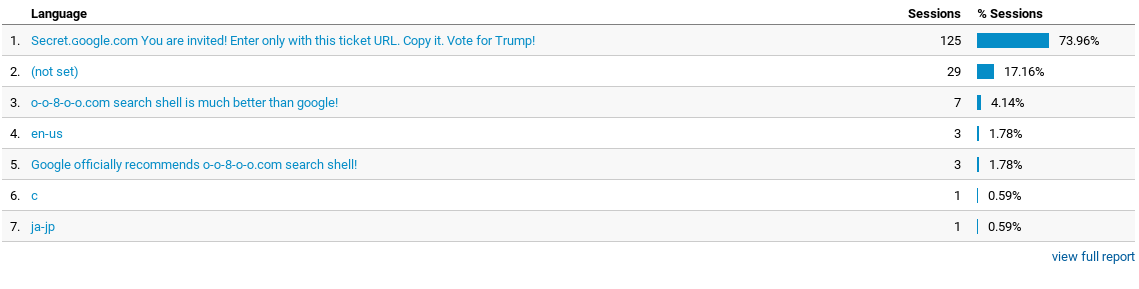 Language Sessions % Sessions
1. Secret.ɢoogle.com You are invited! Enter only with this ticket URL. Copy it. Vote for Trump! 125 73.96%
2. (not set) 29 17.16%
3. o-o-8-o-o.com search shell is much better than google! 7 4.14%
4. en-us 3 1.78%
5. Google officially recommends o-o-8-o-o.com search shell! 3 1.78%
6. c 1 0.59%
7. ja-jp 1 0.59%
view full report